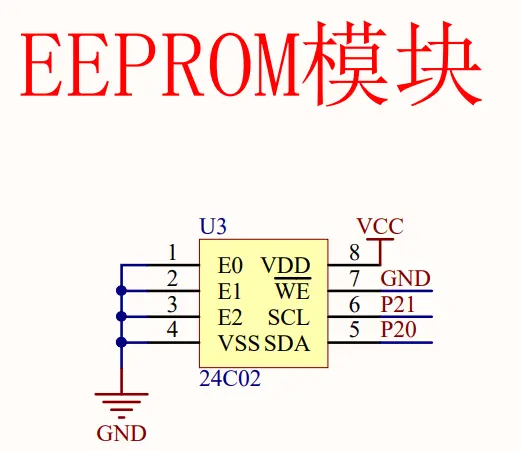 EEPROM模块
U3
VCC
1 E0 VDD 8
2 E1 WE 7 GND
3 E2 SCL 6 P21
4 VSS SDA 5 P20
24C02
GND